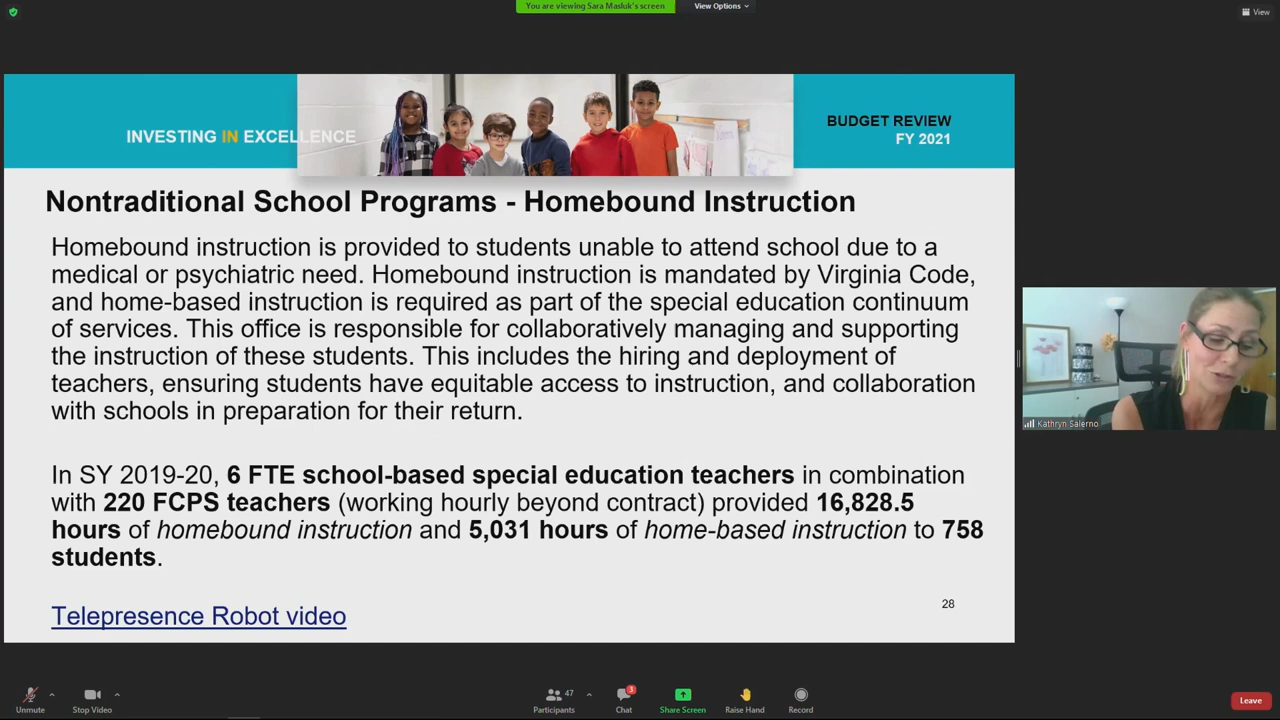 You are viewing Sara Masluk's screen
View Options
View
INVESTING IN EXCELLENCE
BUDGET REVIEW
FY 2021
Nontraditional School Programs - Homebound Instruction
Homebound instruction is provided to students unable to attend school due to a
medical or psychiatric need. Homebound instruction is mandated by Virginia Code,
and home-based instruction is required as part of the special education continuum
of services. This office is responsible for collaboratively managing and supporting
the instruction of these students. This includes the hiring and deployment of
teachers, ensuring students have equitable access to instruction, and collaboration
with schools in preparation for their return.
In SY 2019-20, 6 FTE school-based special education teachers in combination
with 220 FCPS teachers (working hourly beyond contract) provided 16,828.5
hours of homebound instruction and 5,031 hours of home-based instruction to 758
students.
Telepresence Robot video
28
Kathryn Salerno
Unmute
Stop Video
47
Participants
3
Chat
Share Screen
Raise Hand
Record
Leave